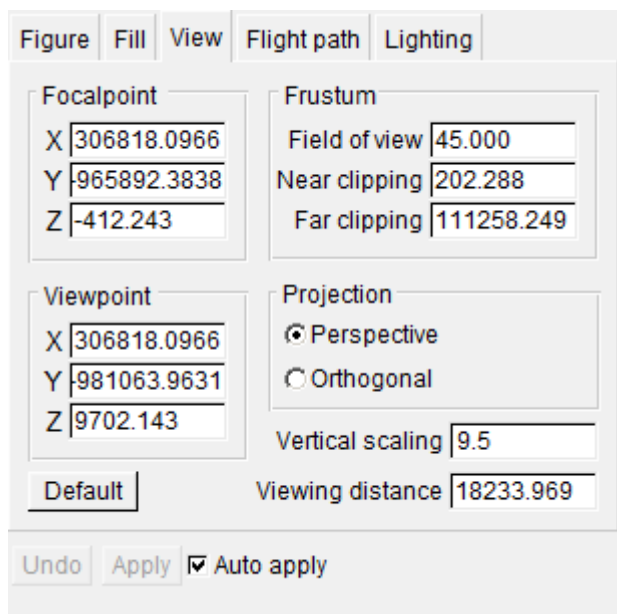 Figure Fill View Flight path Lighting
Focalpoint
X 306818.0966
Y -965892.3838
Z -412.243
Frustum
Field of view 45.000
Near clipping 202.288
Far clipping 111258.249
Viewpoint
X 306818.0966
Y -981063.9631
Z 9702.143
Projection
Perspective
Orthogonal
Vertical scaling 9.5
Default
Viewing distance 18233.969
Undo Apply Auto apply